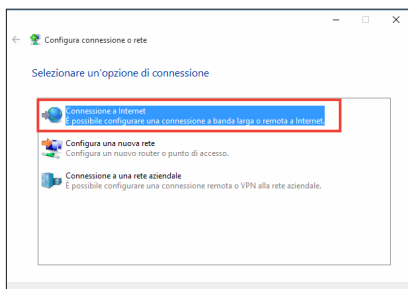 Configura connessione o rete
Selezionare un'opzione di connessione
Connessione a Internet
È possibile configurare una connessione a banda larga o remota a Internet.
Configura una nuova rete
Configura un nuovo router o punto di accesso.
Connessione a una rete aziendale
È possibile configurare una connessione remota o VPN alla rete aziendale.